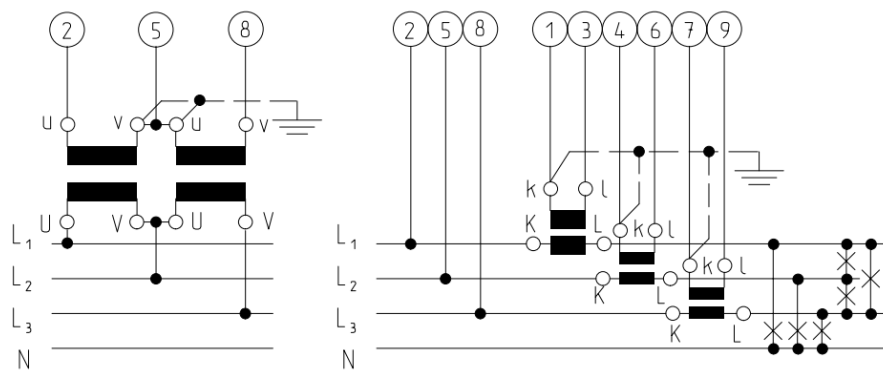 2 5 8 2 5 8 1 3 4 6 7 9
u v u v
k l
U V U V K L k l
L1 L1
k l
L2 L2
K L
L3 L3
K L
N N